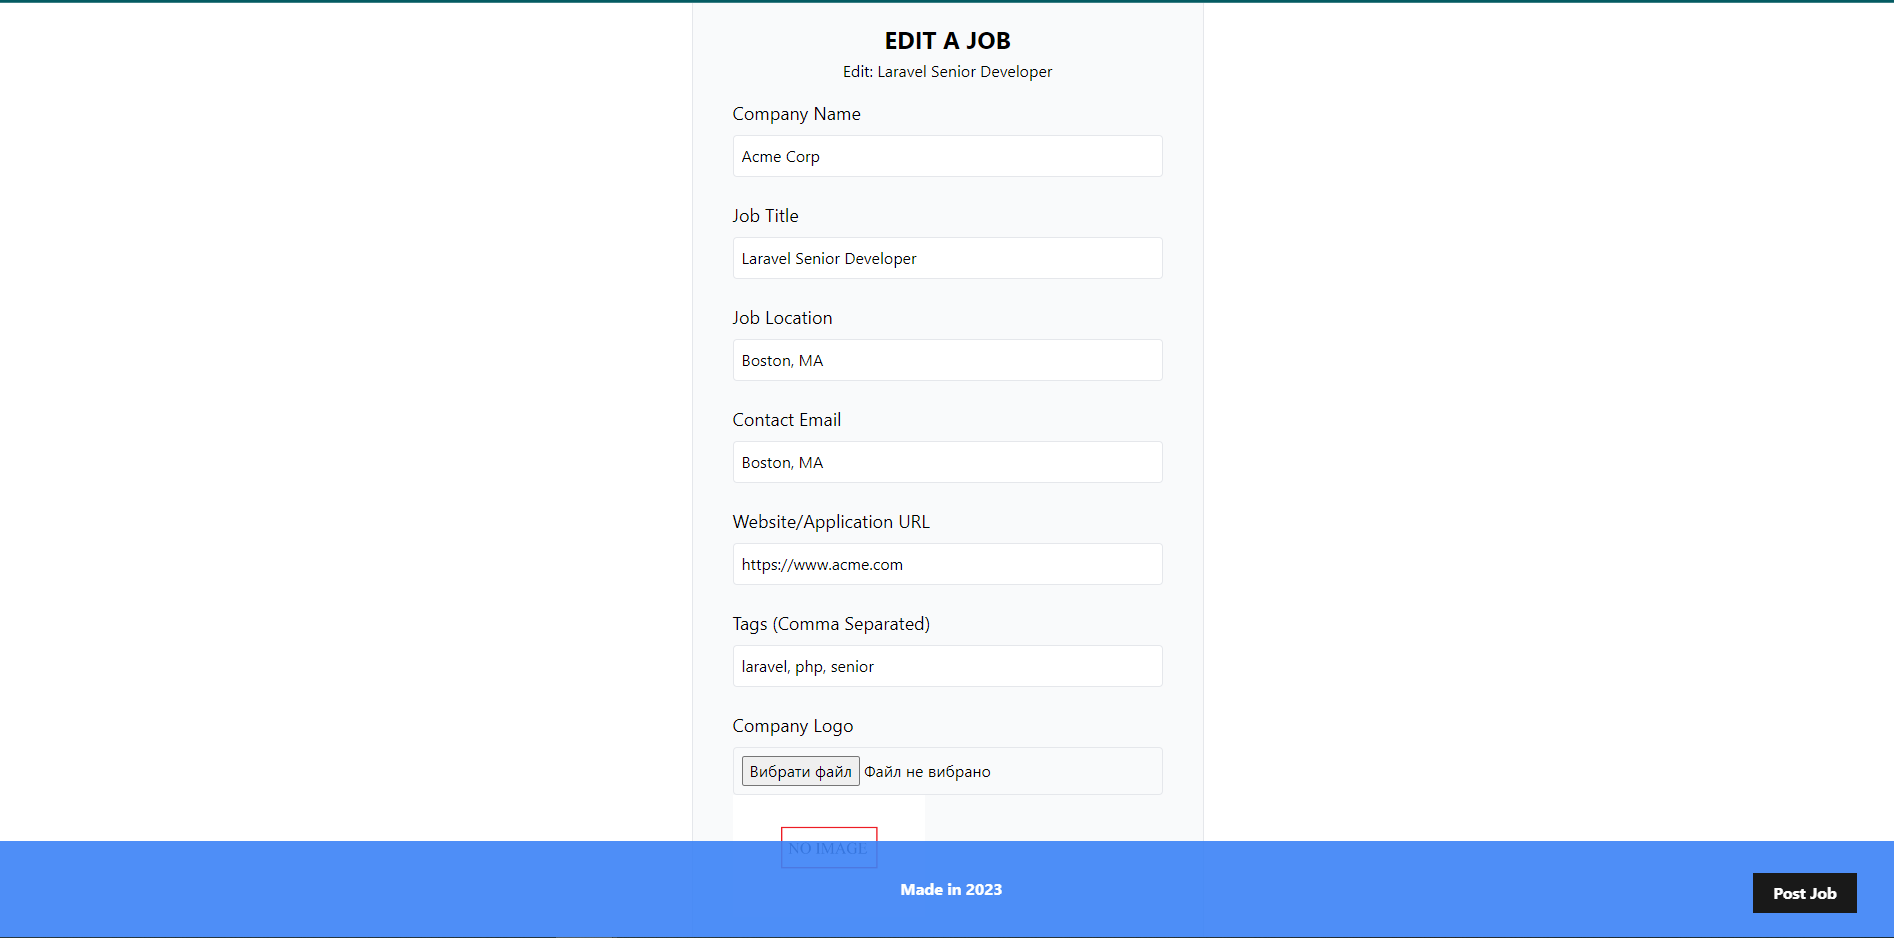 EDIT A JOB
Edit: Laravel Senior Developer
Company Name
Acme Corp
Job Title
Laravel Senior Developer
Job Location
Boston, MA
Contact Email
Boston, MA
Website/Application URL
https://www.acme.com
Tags (Comma Separated)
laravel, php, senior
Company Logo
Вибрати файл Файл не вибрано
NO IMAGE
Made in 2023
Post Job